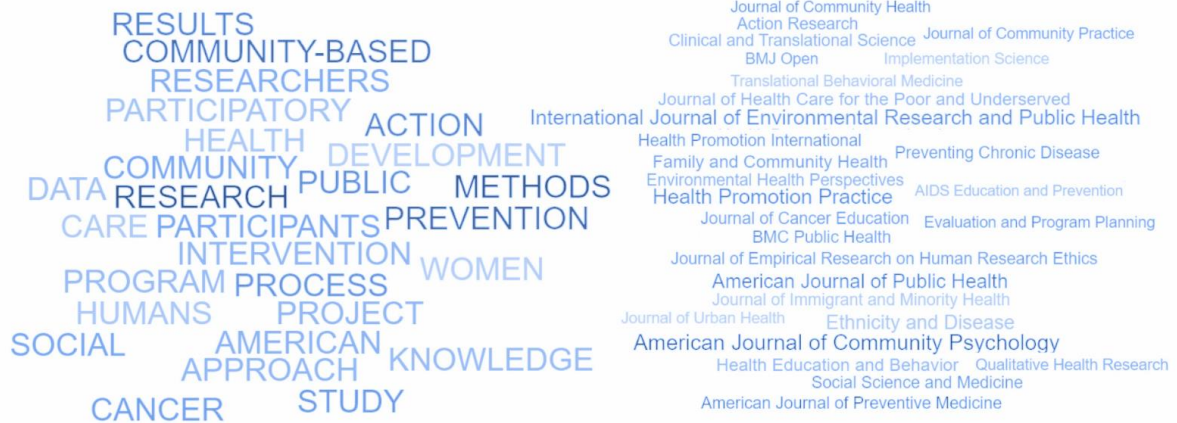 RESULTS
COMMUNITY-BASED
RESEARCHERS
PARTICIPATORY
ACTION
HEALTH
DEVELOPMENT
COMMUNITY
PUBLIC
DATA
RESEARCH
METHODS
CARE
PARTICIPANTS
PREVENTION
INTERVENTION
WOMEN
PROGRAM
PROCESS
HUMANS
PROJECT
SOCIAL
AMERICAN
KNOWLEDGE
APPROACH
STUDY
CANCER
Journal of Community Health
Action Research
Clinical and Translational Science
Journal of Community Practice
BMJ Open
Implementation Science
Translational Behavioral Medicine
Journal of Health Care for the Poor and Underserved
International Journal of Environmental Research and Public Health
Health Promotion International
Family and Community Health
Preventing Chronic Disease
Environmental Health Perspectives
Health Promotion Practice
AIDS Education and Prevention
Journal of Cancer Education
Evaluation and Program Planning
BMC Public Health
Journal of Empirical Research on Human Research Ethics
American Journal of Public Health
Journal of Immigrant and Minority Health
Journal of Urban Health
Ethnicity and Disease
American Journal of Community Psychology
Health Education and Behavior
Qualitative Health Research
Social Science and Medicine
American Journal of Preventive Medicine